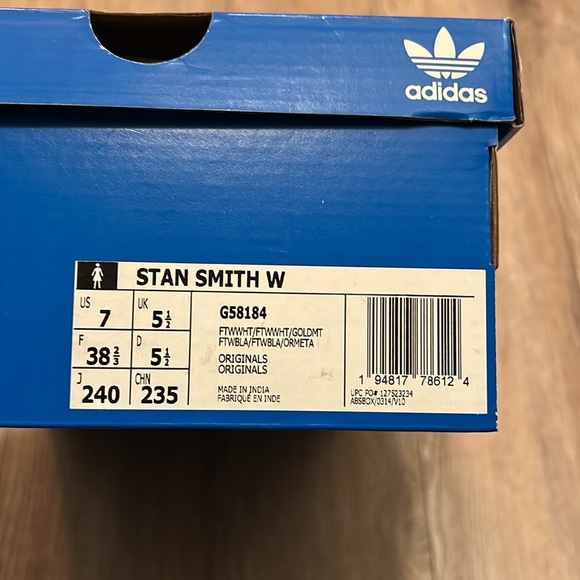 adidas
STAN SMITH W
US
7
UK
5½
F
38⅔
D
5½
J
240
CHN
235
G58184
FTWWHT/FTWWHT/GOLDMT
FTWBLA/FTWBLA/ORMETA
ORIGINALS
ORIGINALS
MADE IN INDIA
FABRIQUÉ EN INDE
1 94817 78612 4
UPC PO# 127523234
ABSBOX/0314/V10